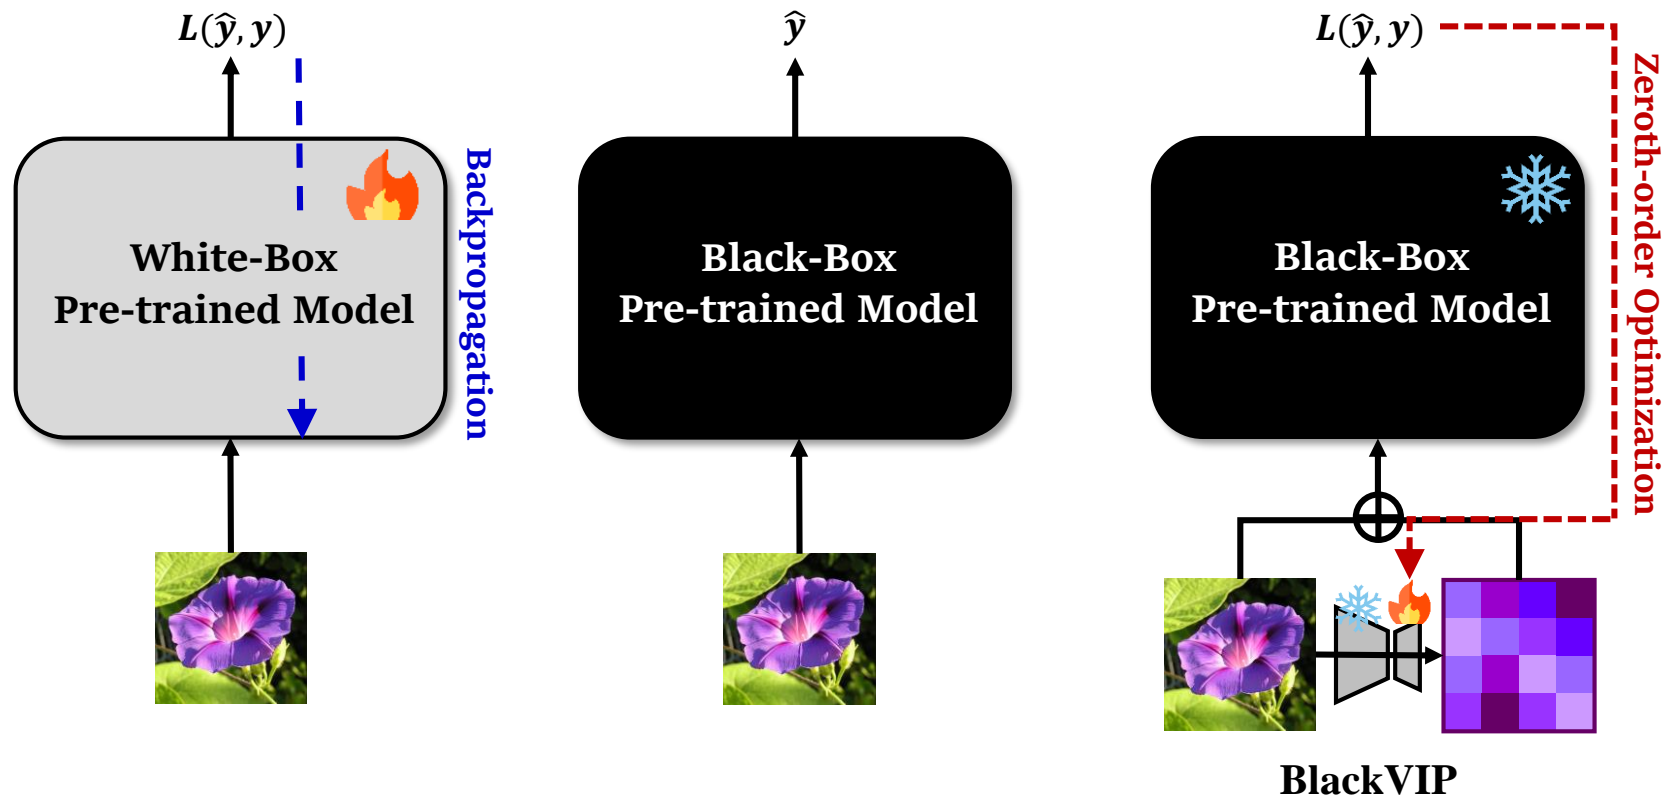 L(ŷ, y)
White-Box
Pre-trained Model
Backpropagation
ŷ
Black-Box
Pre-trained Model
L(ŷ, y)
Black-Box
Pre-trained Model
Zeroth-order Optimization
BlackVIP